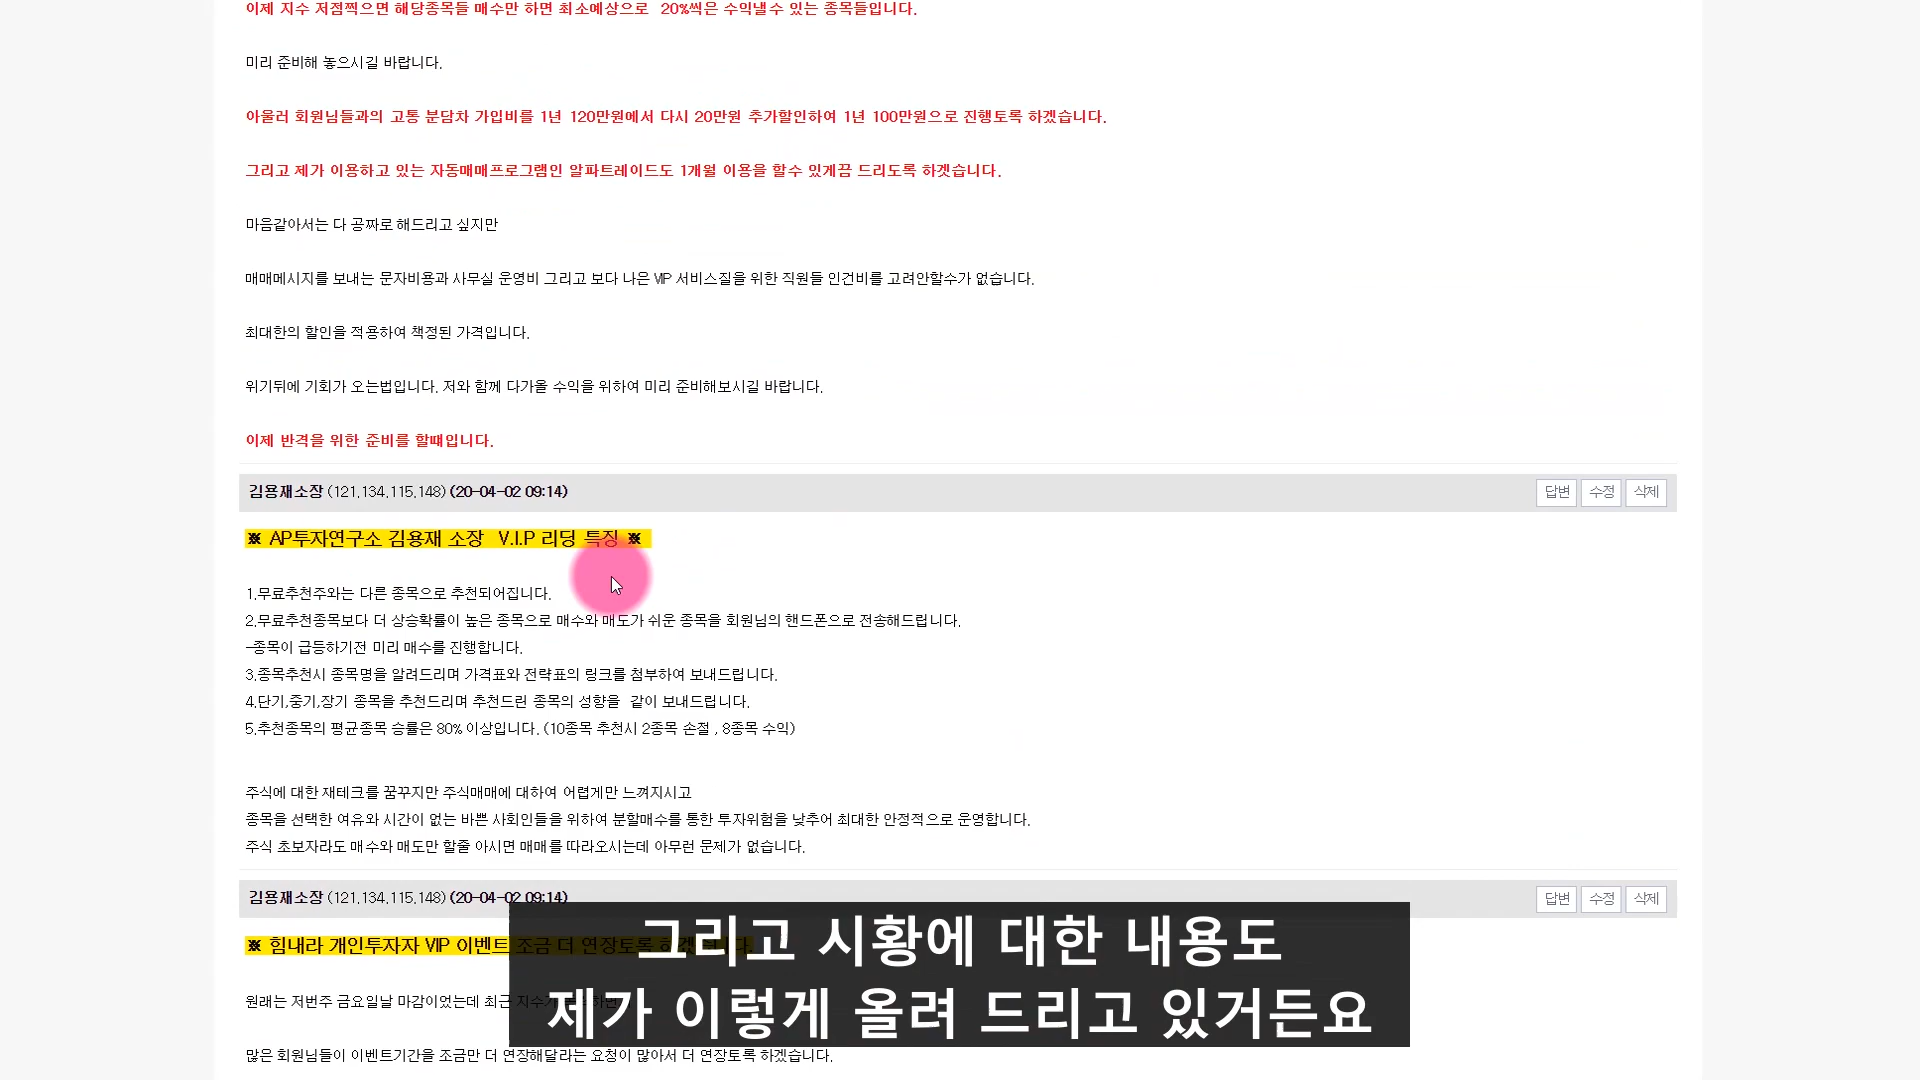 이제 지수 저점찍으면 해당종목들 매수만 하면 최소예상으로  20%씩은 수익낼수 있는 종목들입니다.
미리 준비해 놓으시길 바랍니다.
아울러 회원님들과의 고통 분담차 가입비를 1년 120만원에서 다시 20만원 추가할인하여 1년 100만원으로 진행토록 하겠습니다.
그리고 제가 이용하고 있는 자동매매프로그램인 알파트레이드도 1개월 이용을 할수 있게끔 드리도록 하겟습니다.
마음같아서는 다 공짜로 해드리고 싶지만
매매메시지를 보내는 문자비용과 사무실 운영비 그리고 보다 나은 VIP 서비스질을 위한 직원들 인건비를 고려안할수가 없습니다.
최대한의 할인을 적용하여 책정된 가격입니다.
위기뒤에 기회가 오는법입니다. 저와 함께 다가올 수익을 위하여 미리 준비해보시길 바랍니다.
이제 반격을 위한 준비를 할때입니다.
김용재소장 (121.134.115.148) (20-04-02 09:14)
답변 수정 삭제
※ AP투자연구소 김용재 소장  V.I.P 리딩 특징 ※
1.무료추천주와는 다른 종목으로 추천되어집니다.
2.무료추천종목보다 더 상승확률이 높은 종목으로 매수와 매도가 쉬운 종목을 회원님의 핸드폰으로 전송해드립니다.
-종목이 급등하기전 미리 매수를 진행합니다.
3.종목추천시 종목명을 알려드리며 가격표와 전략표의 링크를 첨부하여 보내드립니다.
4.단기,중기,장기 종목을 추천드리며 추천드린 종목의 성향을  같이 보내드립니다.
5.추천종목의 평균종목 승률은 80% 이상입니다. (10종목 추천시 2종목 손절 , 8종목 수익)
주식에 대한 재테크를 꿈꾸지만 주식매매에 대하여 어렵게만 느껴지시고
종목을 선택한 여유와 시간이 없는 바쁜 사회인들을 위하여 분할매수를 통한 투자위험을 낮추어 최대한 안정적으로 운영합니다.
주식 초보자라도 매수와 매도만 할줄 아시면 매매를 따라오시는데 아무런 문제가 없습니다.
김용재소장 (121.134.115.148) (20-04-02 09:14)
답변 수정 삭제
※ 힘내라 개인투자자 VIP 이벤트 조금 더 연장토록 하겠습니다.
원래는 저번주 금요일날 마감이었는데 최근 지수가
많은 회원님들이 이벤트기간을 조금만 더 연장해달라는 요청이 많아서 더 연장토록 하겠습니다.
그리고 시황에 대한 내용도
제가 이렇게 올려 드리고 있거든요